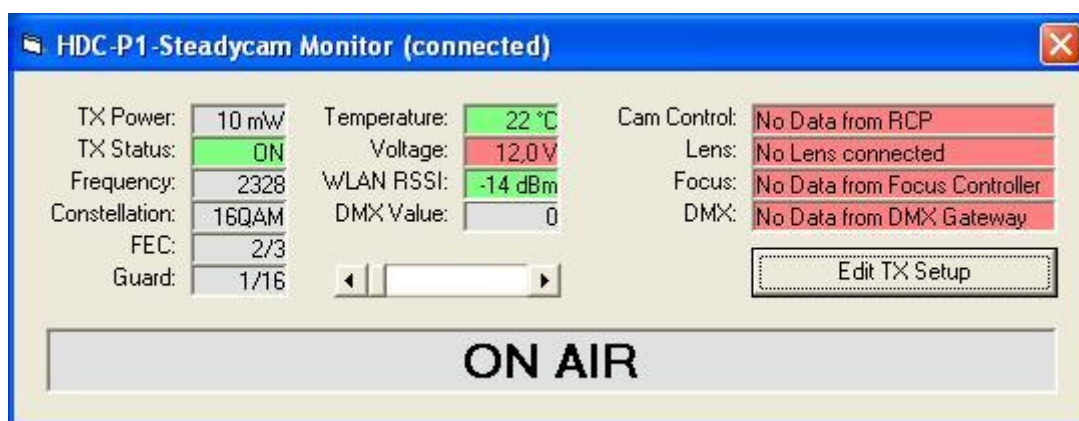 HDC-P1-Steadycam Monitor (connected)
TX Power: 10 mW
TX Status: ON
Frequency: 2328
Constellation: 16QAM
FEC: 2/3
Guard: 1/16
Temperature: 22 °C
Voltage: 12,0 V
WLAN RSSI: -14 dBm
DMX Value: 0
Cam Control: No Data from RCP
Lens: No Lens connected
Focus: No Data from Focus Controller
DMX: No Data from DMX Gateway
Edit TX Setup
ON AIR